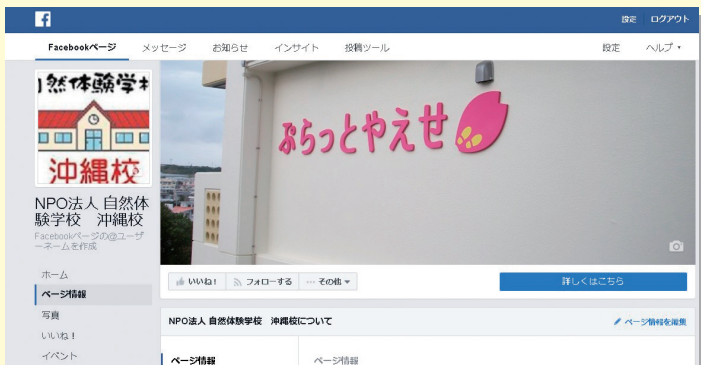 設定 ログアウト
Facebookページ メッセージ お知らせ インサイト 投稿ツール 設定 ヘルプ
然体験学
沖縄校
ぷらっとやえせ
NPO法人 自然体
験学校 沖縄校
Facebookページの@ユーザ
ーネームを作成
ホーム
ページ情報
写真
いいね！
イベント
いいね！ フォローする ... その他 詳しくはこちら
NPO法人 自然体験学校 沖縄校について ページ情報を編集
ページ情報 ページ情報